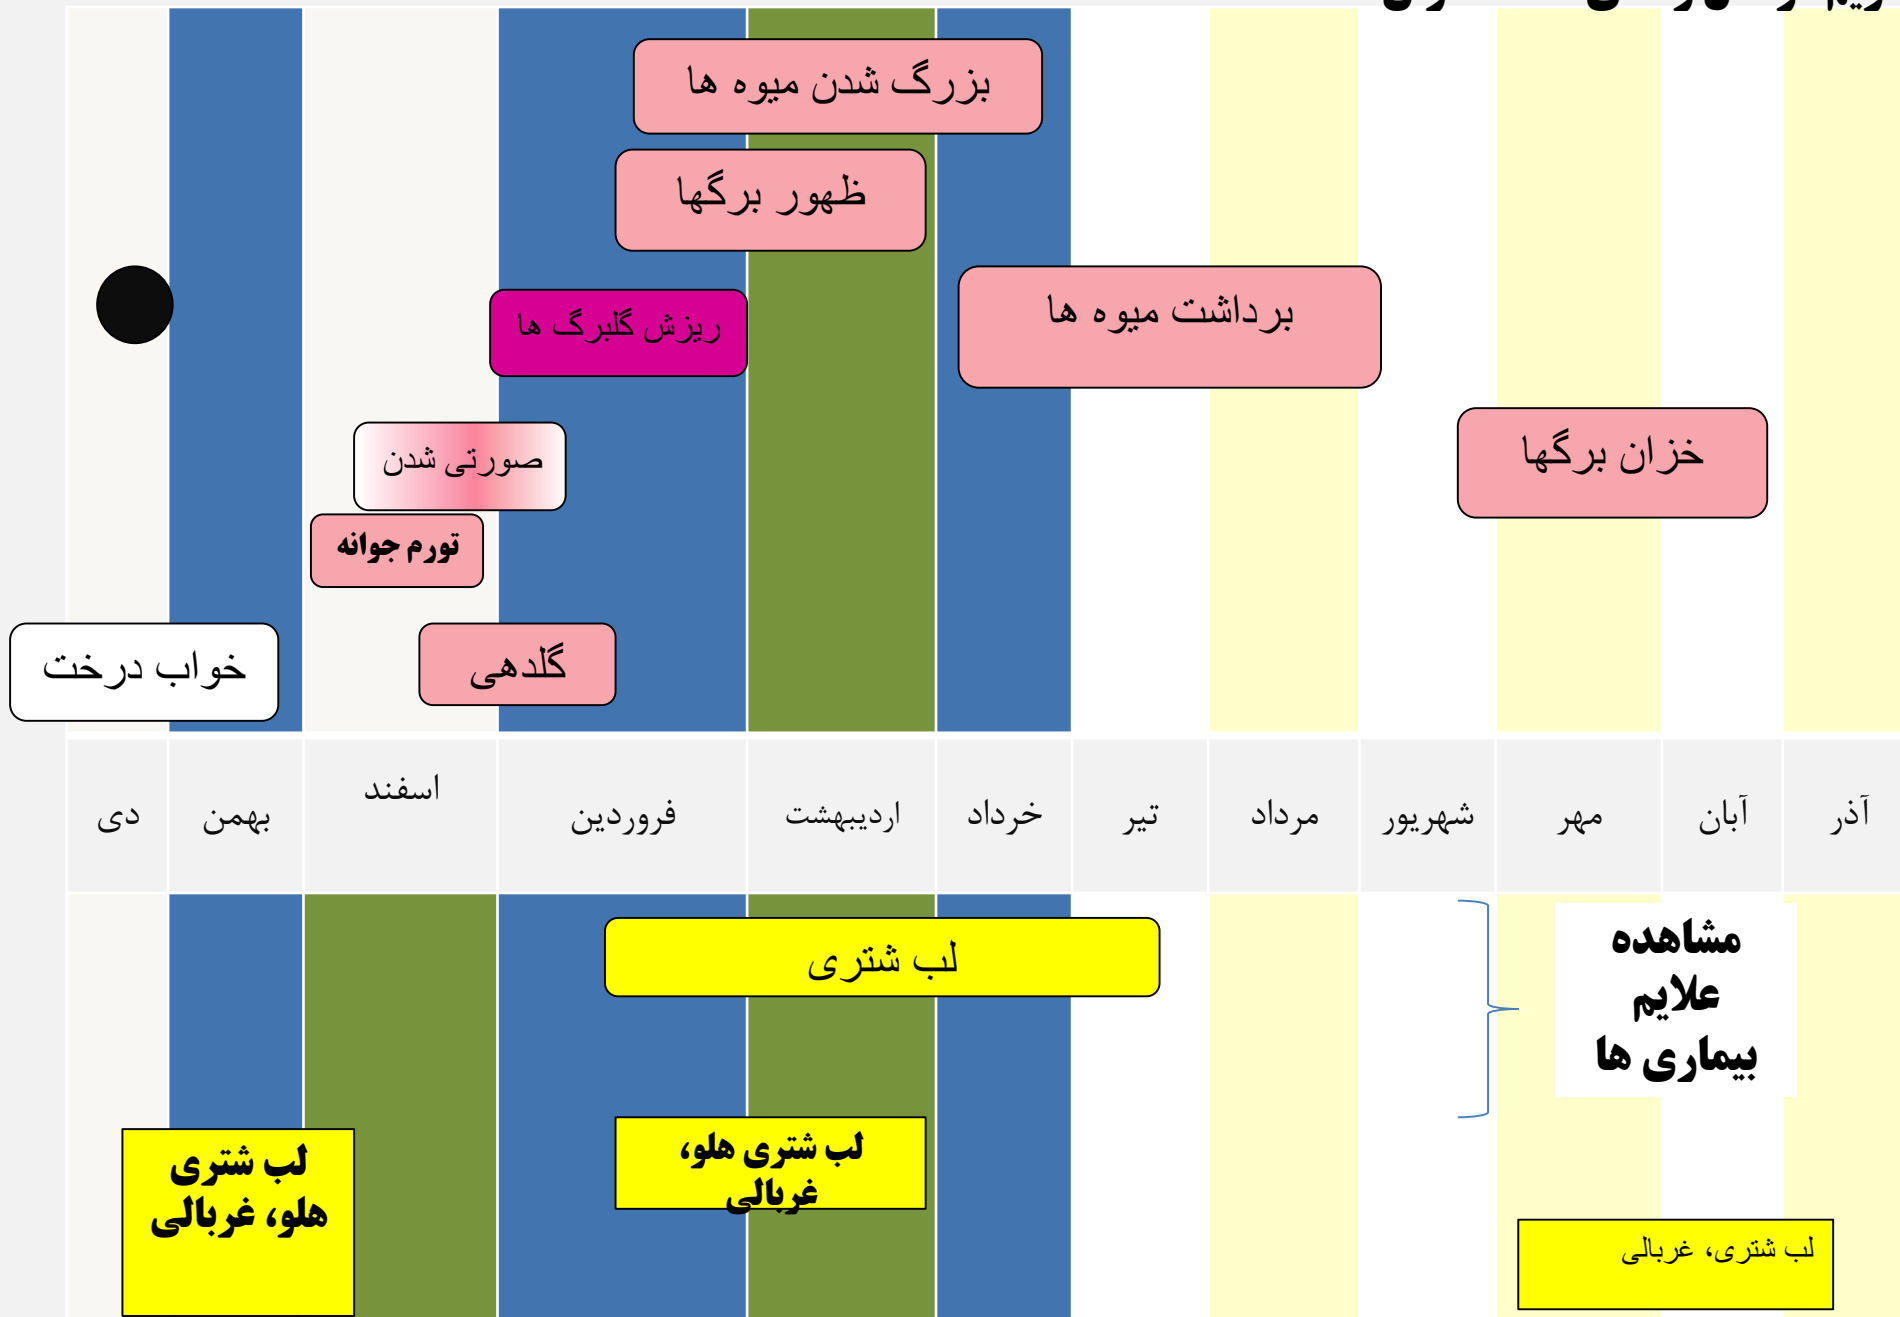 بزرگ شدن میوه ها
ظهور برگها
برداشت میوه ها
ریزش گلبرگ ها
خزان برگها
صورتی شدن
تورم جوانه
گلدهی
خواب درخت
آذر
آبان
مهر
شهریور
مرداد
تیر
خرداد
اردیبهشت
فروردین
اسفند
بهمن
دی
مشاهده
علایم
بیماری ها
لب شتری
لب شتری هلو،
غربالی
لب شتری
هلو، غربالی
لب شتری، غربالی